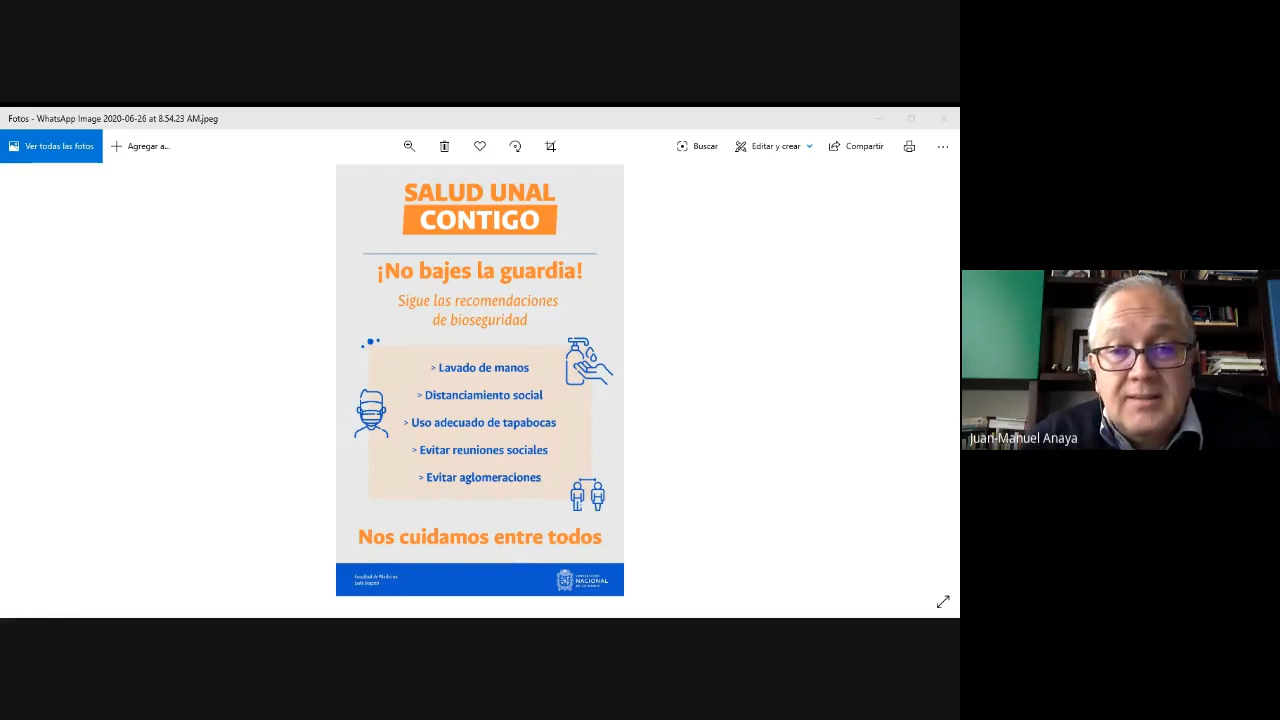 Fotos - WhatsApp Image 2020-06-26 at 8.54.23 AM.jpeg
Ver todas las fotos
Agregar a...
Buscar
Editar y crear
Compartir
SALUD UNAL
CONTIGO
¡No bajes la guardia!
Sigue las recomendaciones
de bioseguridad
> Lavado de manos
> Distanciamiento social
> Uso adecuado de tapabocas
> Evitar reuniones sociales
> Evitar aglomeraciones
Nos cuidamos entre todos
Facultad de Medicina
Sede Bogotá
UNIVERSIDAD
NACIONAL
DE COLOMBIA
Juan-Manuel Anaya